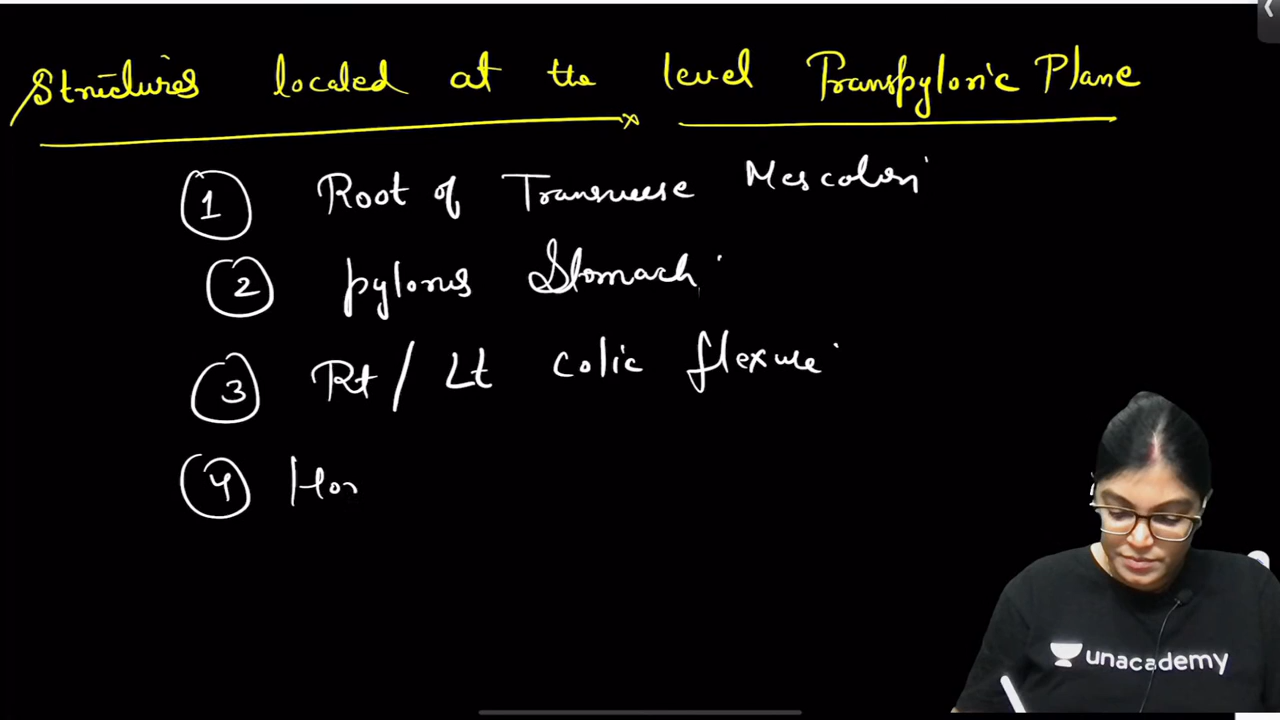 Structures located at the level Transpyloric Plane
1 Root of Transverse Mesocolon
2 pylorus Stomach
3 Rt / Lt colic flexure
4 Hor
unacademy